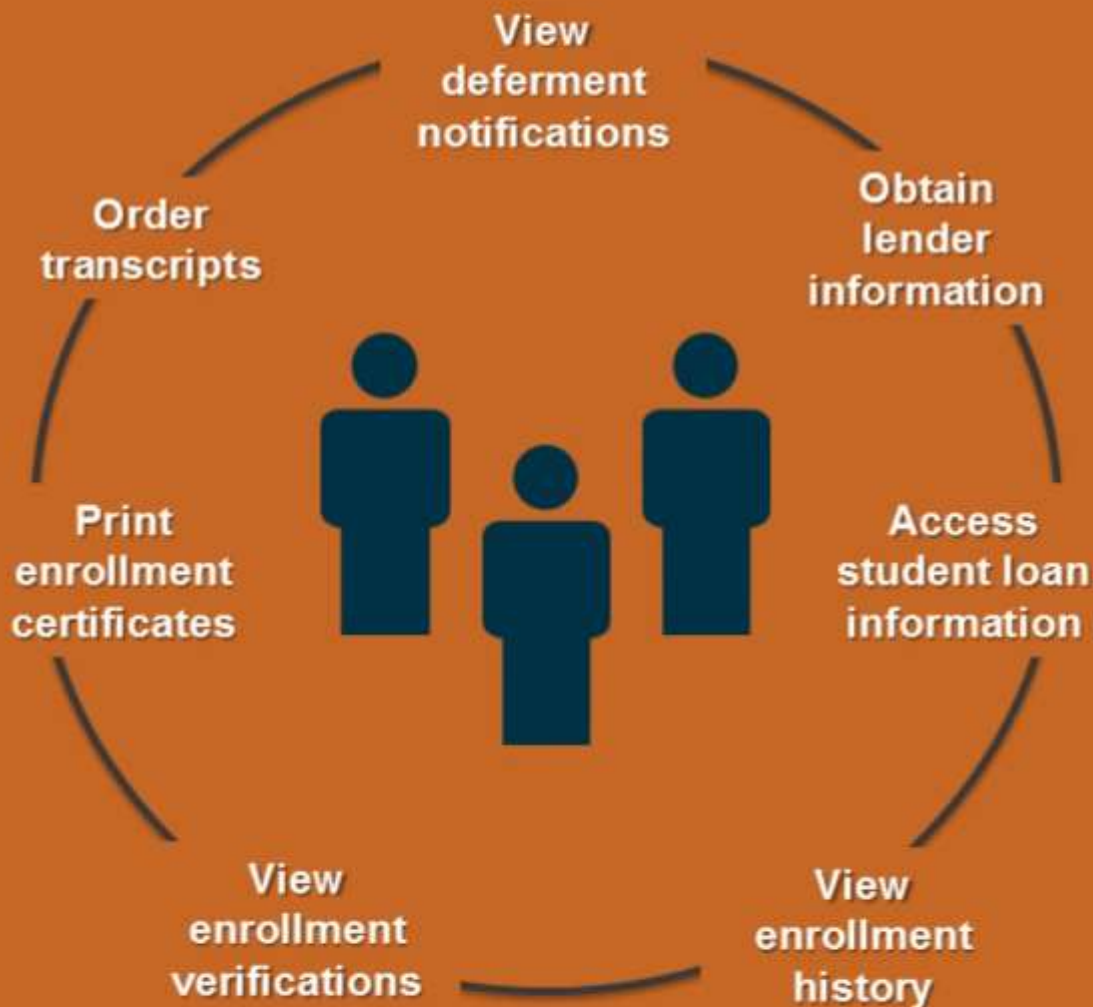 View
deferment
notifications
Obtain
lender
information
Access
student loan
information
View
enrollment
history
View
enrollment
verifications
Print
enrollment
certificates
Order
transcripts